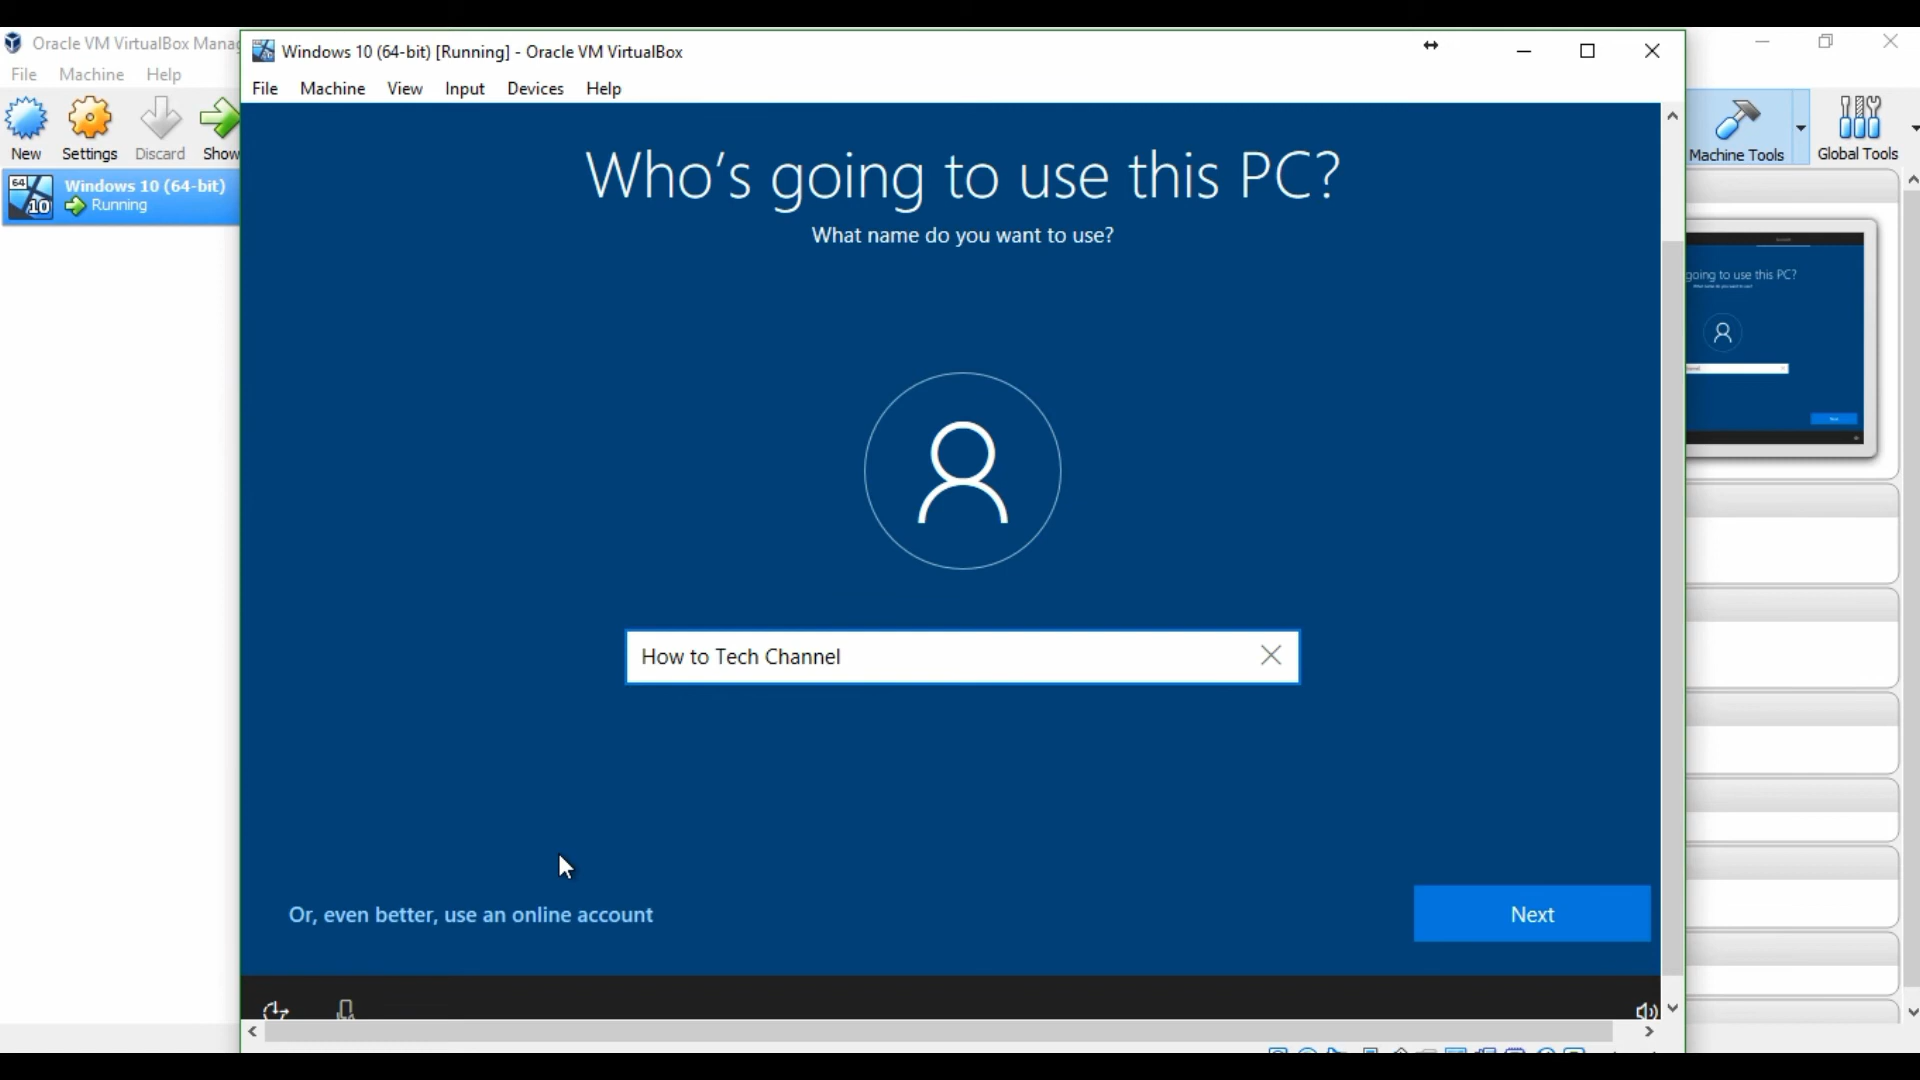 Oracle VM VirtualBox Manag
File Machine Help
New Settings Discard Show
64 10 Windows 10 (64-bit)
Running
Windows 10 (64-bit) [Running] - Oracle VM VirtualBox
File Machine View Input Devices Help
Who's going to use this PC?
What name do you want to use?
How to Tech Channel
Or, even better, use an online account
Next
Machine Tools Global Tools
going to use this PC?